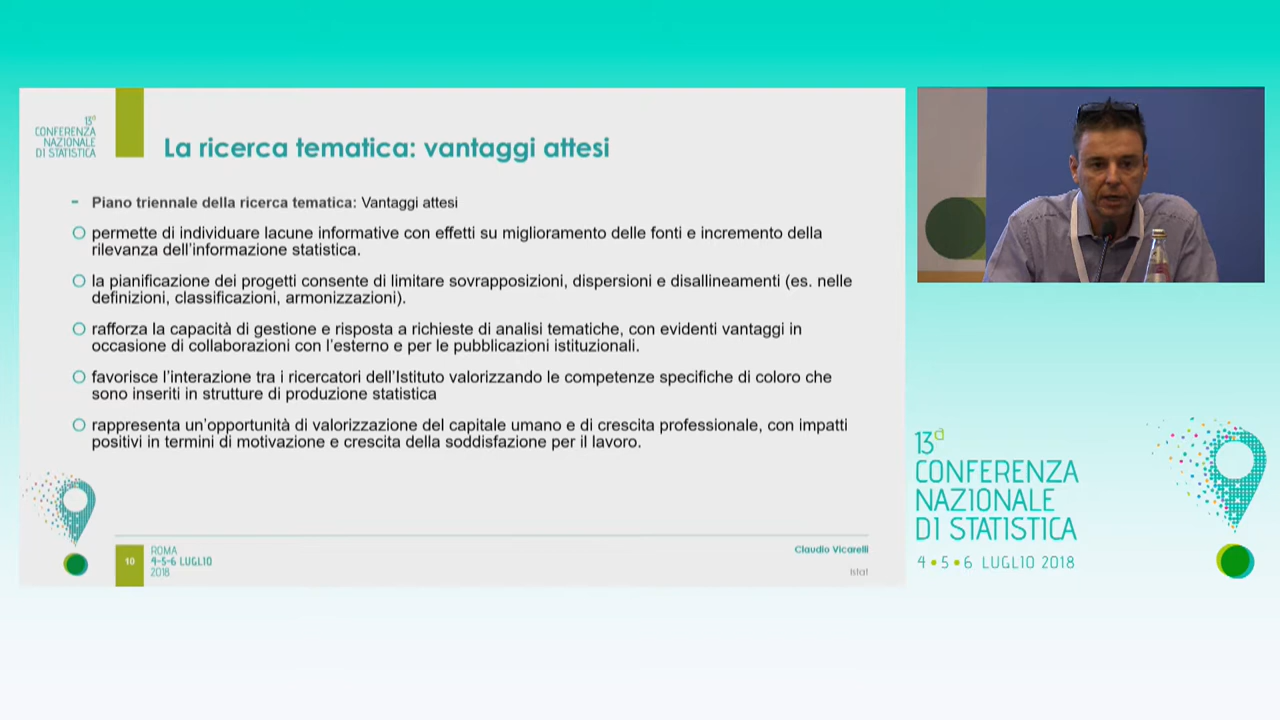 13ª
CONFERENZA
NAZIONALE
DI STATISTICA
La ricerca tematica: vantaggi attesi
- Piano triennale della ricerca tematica: Vantaggi attesi
permette di individuare lacune informative con effetti su miglioramento delle fonti e incremento della
rilevanza dell'informazione statistica.
la pianificazione dei progetti consente di limitare sovrapposizioni, dispersioni e disallineamenti (es. nelle
definizioni, classificazioni, armonizzazioni).
rafforza la capacità di gestione e risposta a richieste di analisi tematiche, con evidenti vantaggi in
occasione di collaborazioni con l'esterno e per le pubblicazioni istituzionali.
favorisce l'interazione tra i ricercatori dell'Istituto valorizzando le competenze specifiche di coloro che
sono inseriti in strutture di produzione statistica
rappresenta un'opportunità di valorizzazione del capitale umano e di crescita professionale, con impatti
positivi in termini di motivazione e crescita della soddisfazione per il lavoro.
10
ROMA
4-5-6 LUGLIO
2018
Claudio Vicarelli
Istat
13ª
CONFERENZA
NAZIONALE
DI STATISTICA
4•5•6 LUGLIO 2018